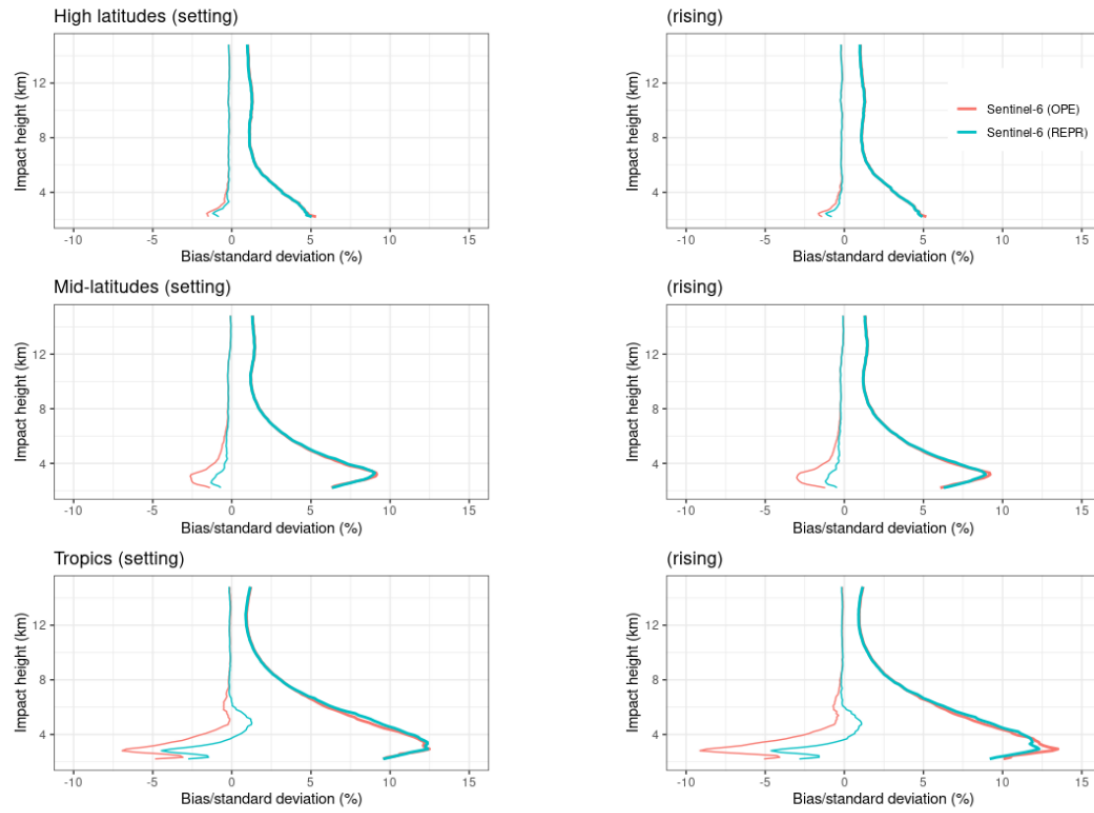 High latitudes (setting)
(rising)
Impact height (km)
12
8
4
-10 -5 0 5 10 15
Bias/standard deviation (%)
Impact height (km)
12
8
4
-10 -5 0 5 10 15
Bias/standard deviation (%)
Sentinel-6 (OPE)
Sentinel-6 (REPR)
Mid-latitudes (setting)
(rising)
Impact height (km)
12
8
4
-10 -5 0 5 10 15
Bias/standard deviation (%)
Impact height (km)
12
8
4
-10 -5 0 5 10 15
Bias/standard deviation (%)
Tropics (setting)
(rising)
Impact height (km)
12
8
4
-10 -5 0 5 10 15
Bias/standard deviation (%)
Impact height (km)
12
8
4
-10 -5 0 5 10 15
Bias/standard deviation (%)